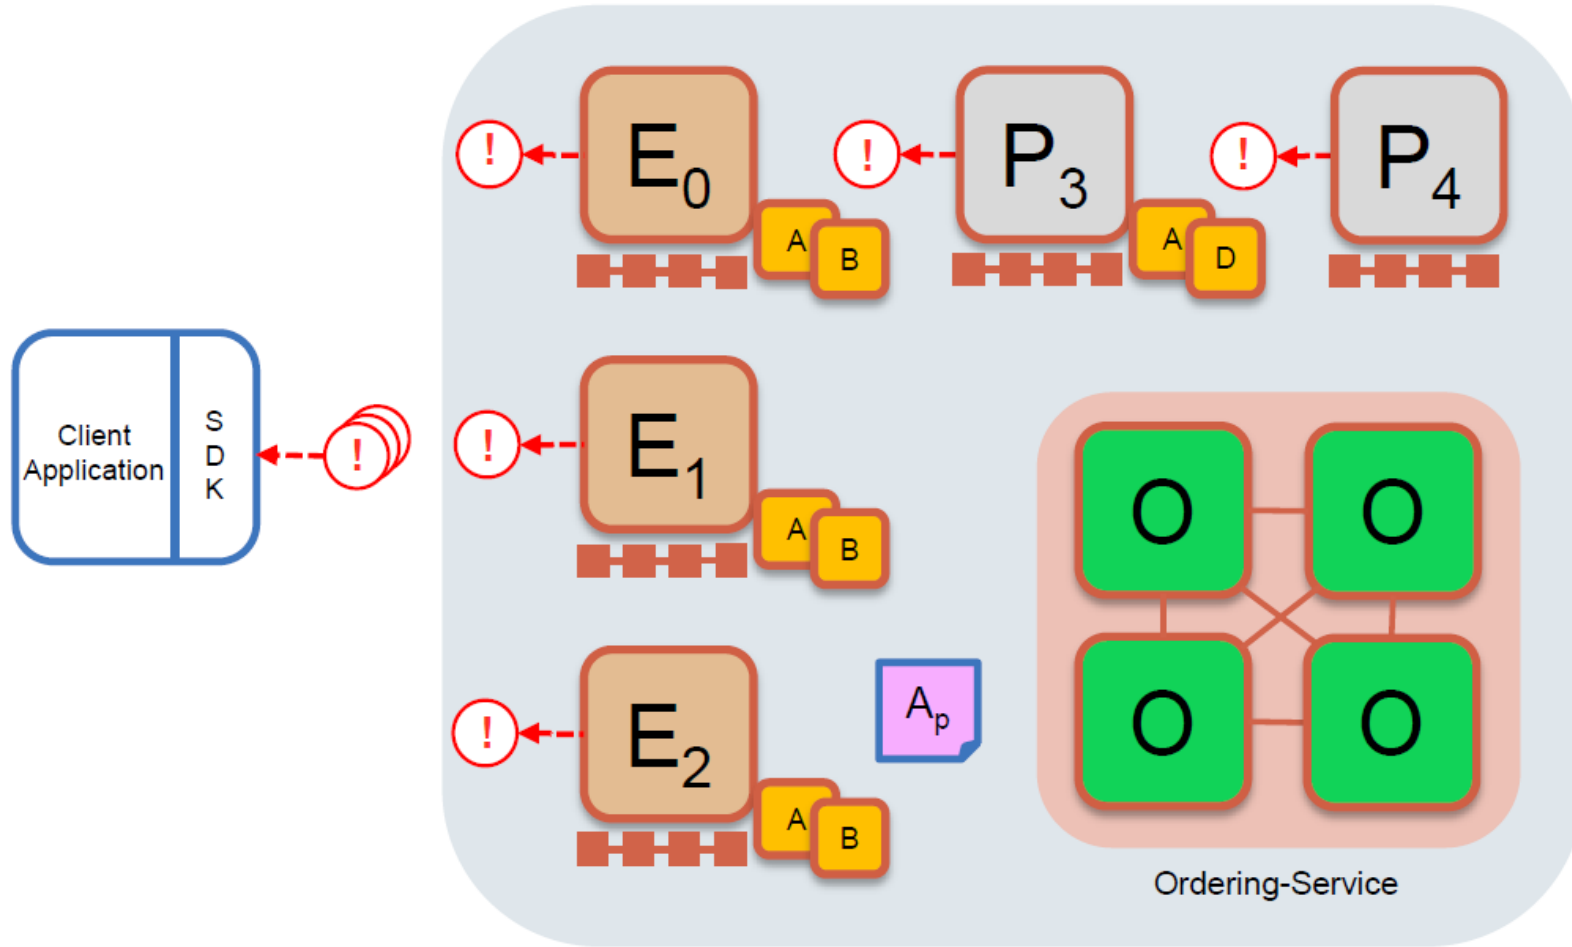 ! E0 A B
! P3 A D
! P4
Client
Application
S
D
K
!
! E1 A B
! E2 A B
Ap
O O
O O
Ordering-Service